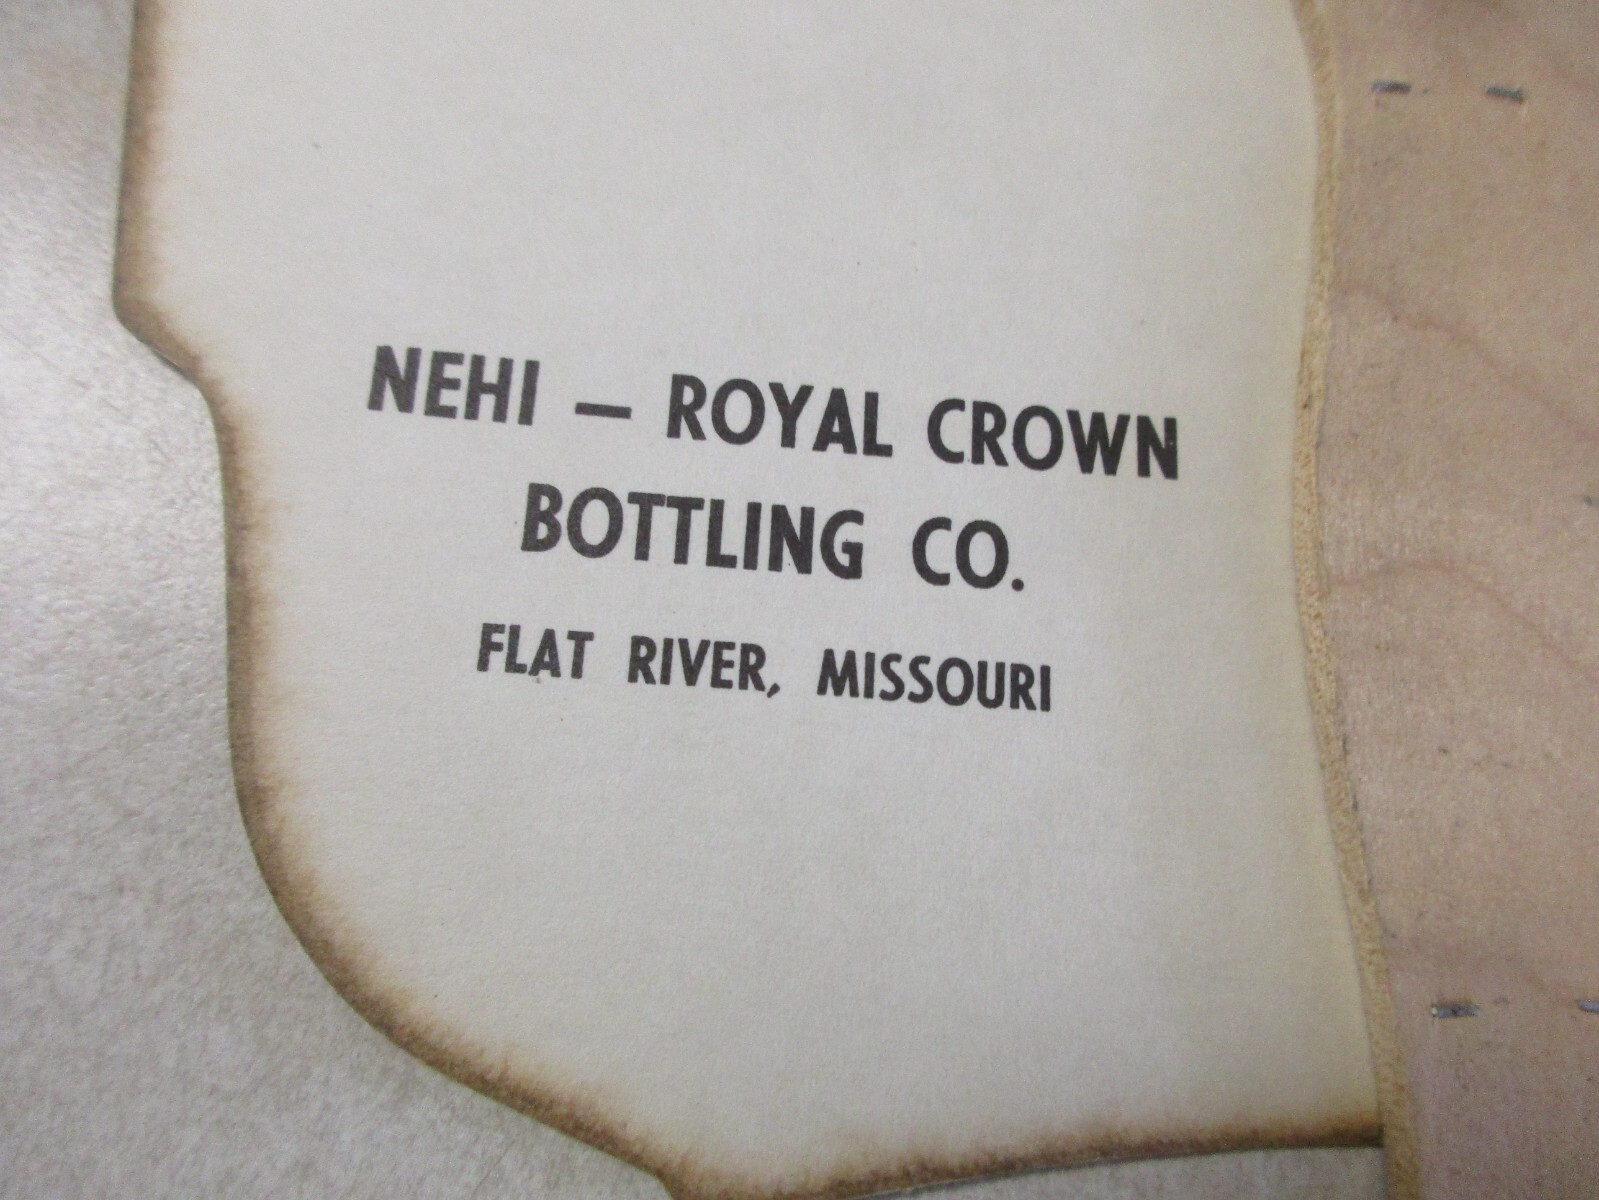 NEHI – ROYAL CROWN
BOTTLING CO.
FLAT RIVER, MISSOURI